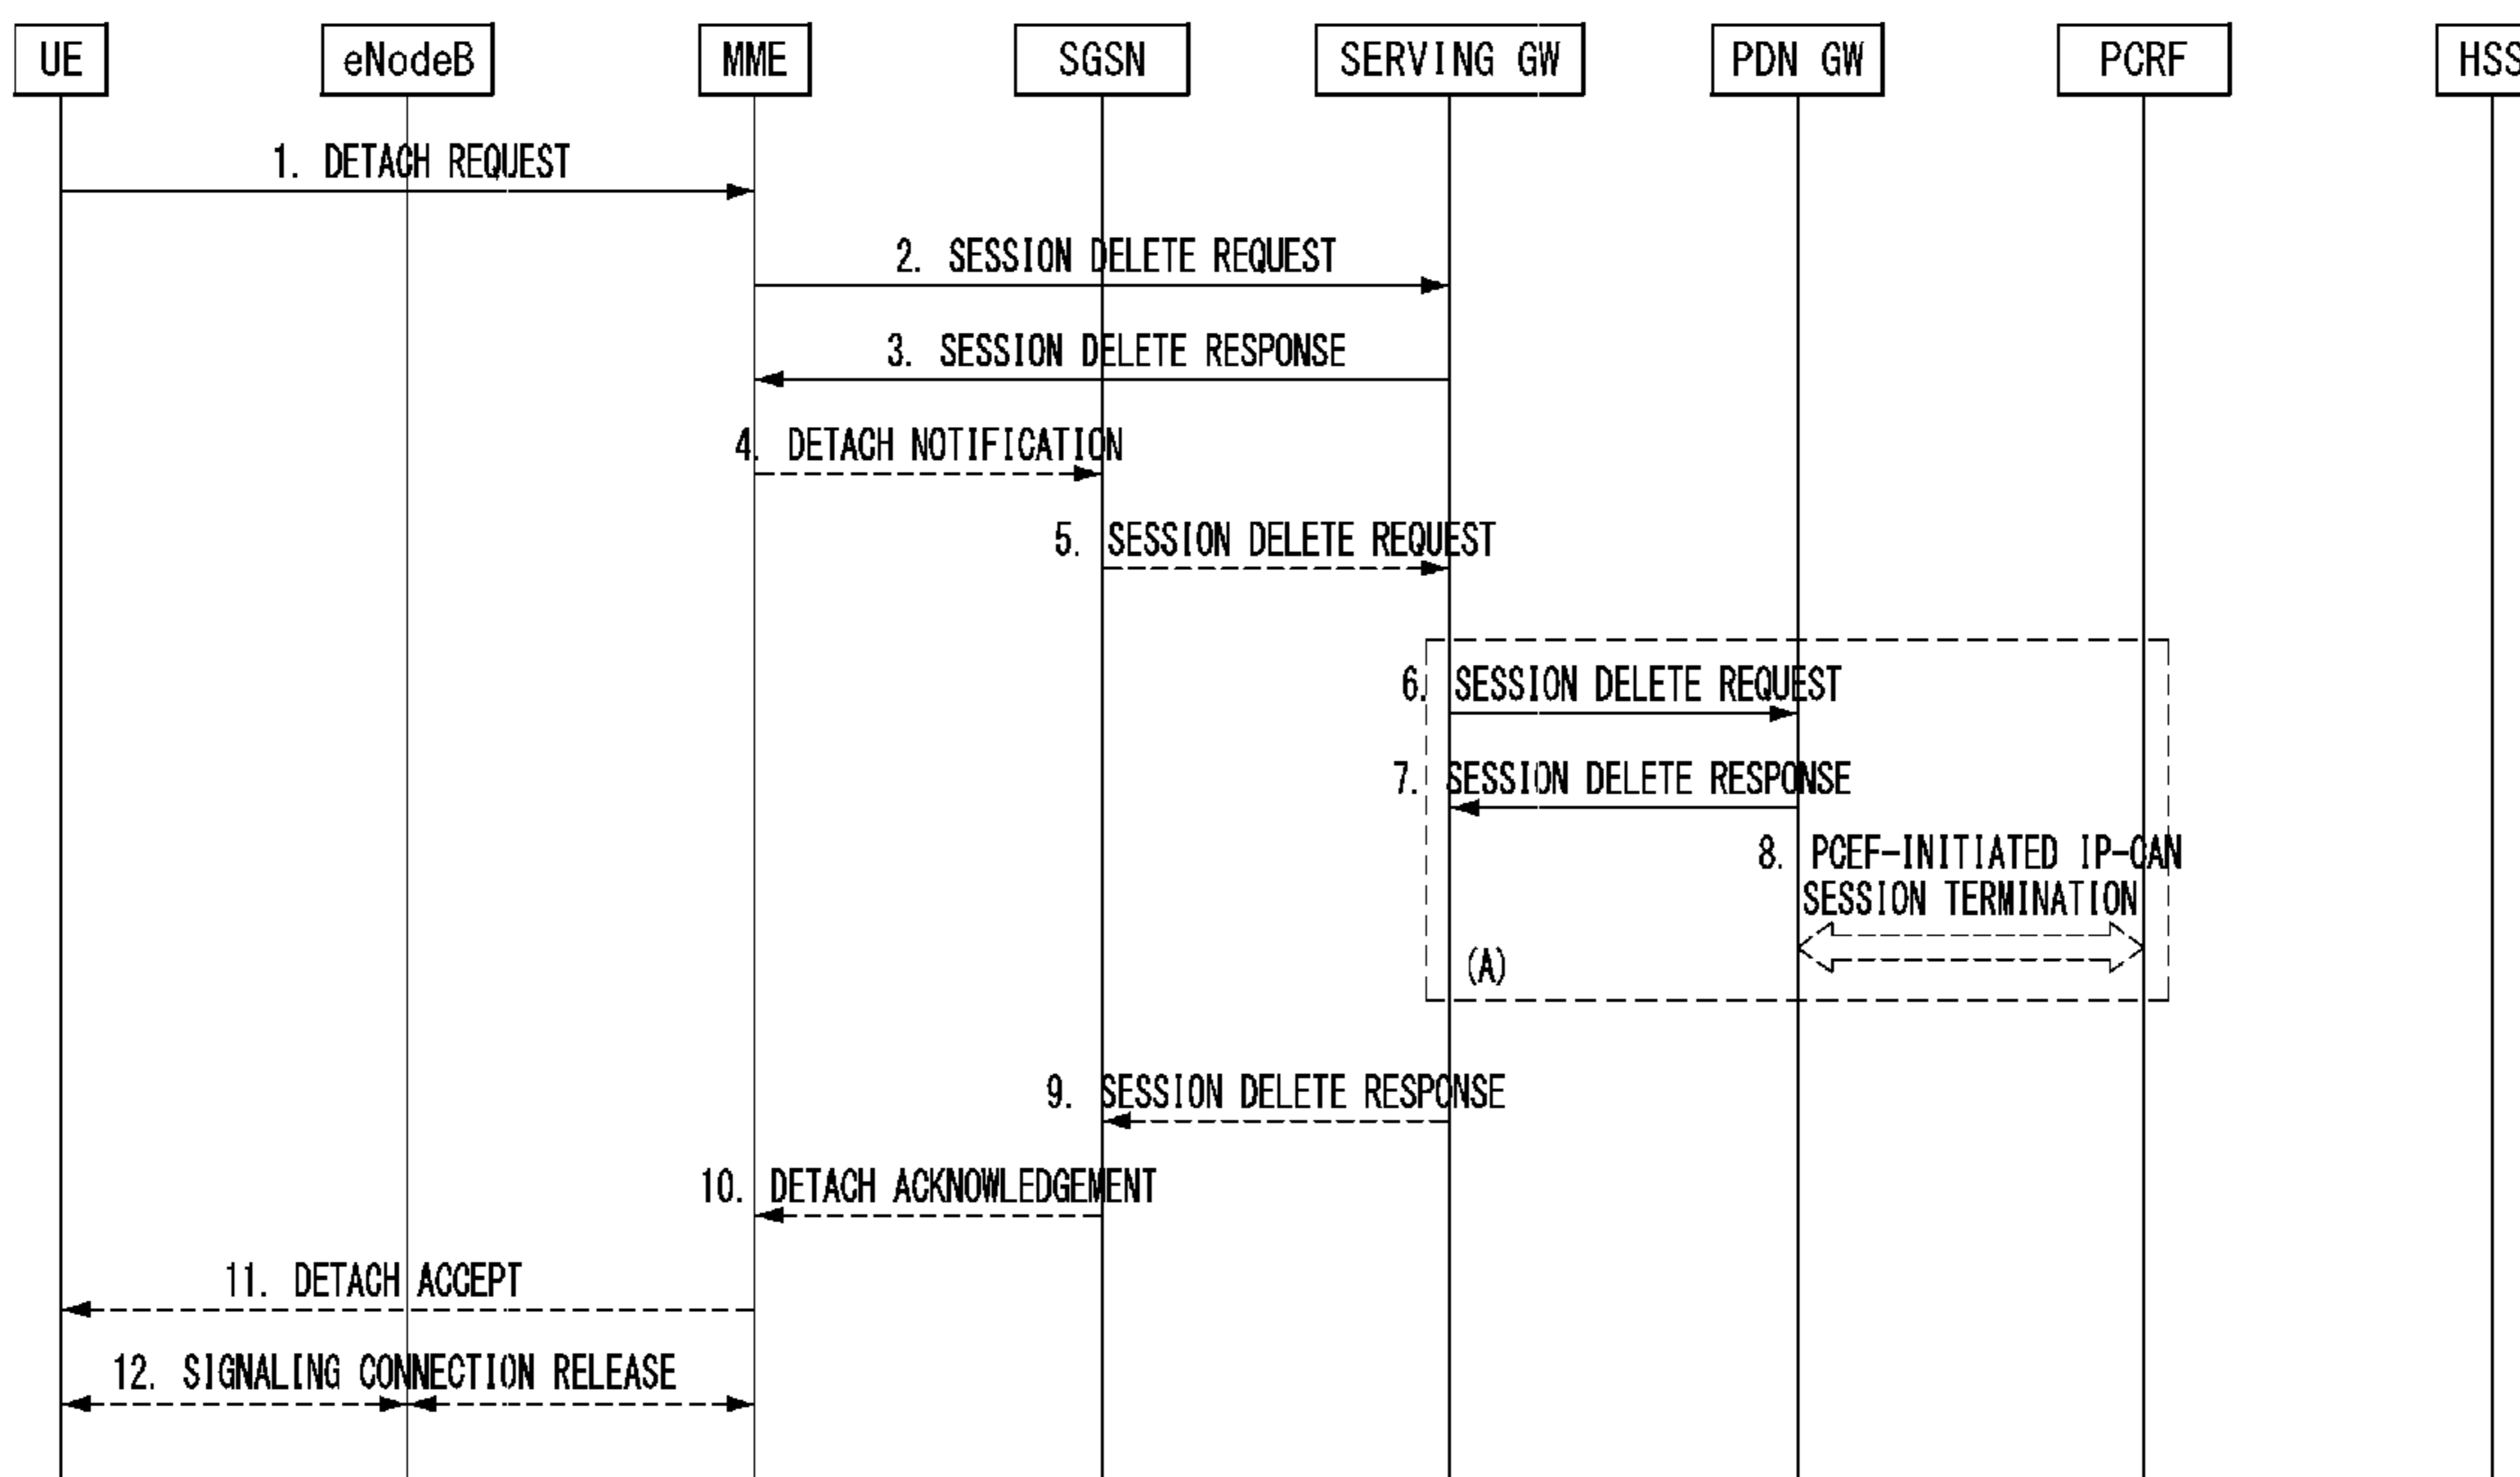 UE
eNodeB
MME
SGSN
SERVING GW
PDN GW
PCRF
HSS
1. DETACH REQUEST
2. SESSION DELETE REQUEST
3. SESSION DELETE RESPONSE
4. DETACH NOTIFICATION
5. SESSION DELETE REQUEST
6. SESSION DELETE REQUEST
7. SESSION DELETE RESPONSE
8. PCEF-INITIATED IP-CAN
SESSION TERMINATION
(A)
9. SESSION DELETE RESPONSE
10. DETACH ACKNOWLEDGEMENT
11. DETACH ACCEPT
12. SIGNALING CONNECTION RELEASE